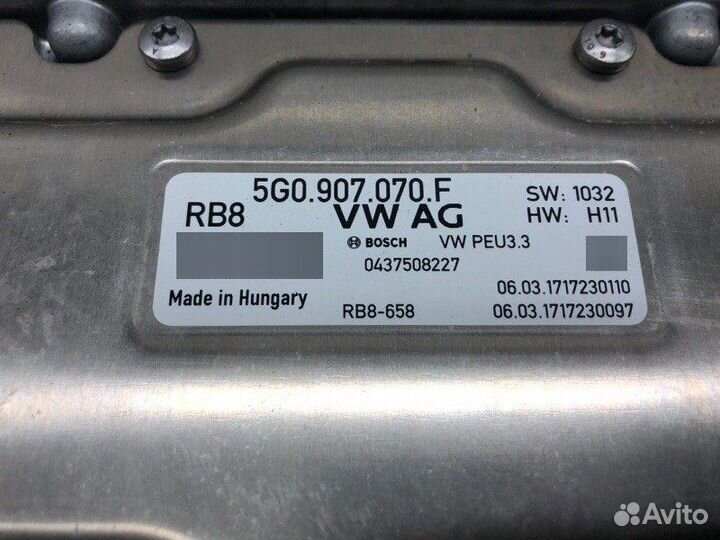 5G0.907.070.F
SW: 1032
RB8
VW AG
HW: H11
BOSCH VW PEU3.3
0437508227
06.03.1717230110
Made in Hungary
RB8-658
06.03.1717230097
Avito